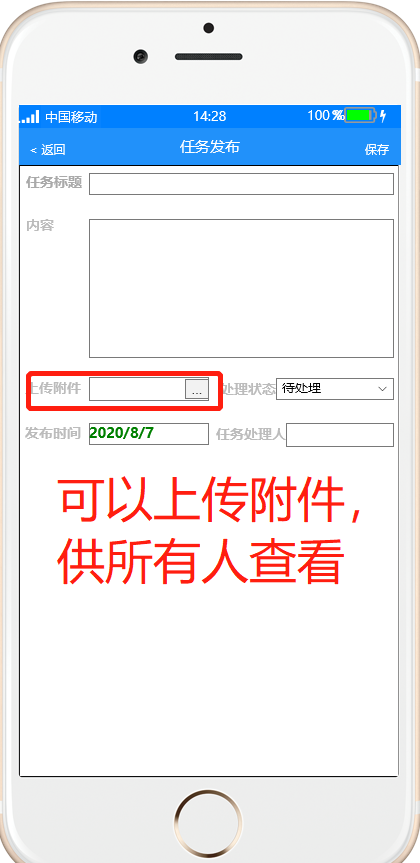 中国移动 14:28 100%
< 返回 任务发布 保存
任务标题
内容
上传附件 ... 处理状态 待处理
发布时间 2020/8/7 任务处理人
可以上传附件，
供所有人查看